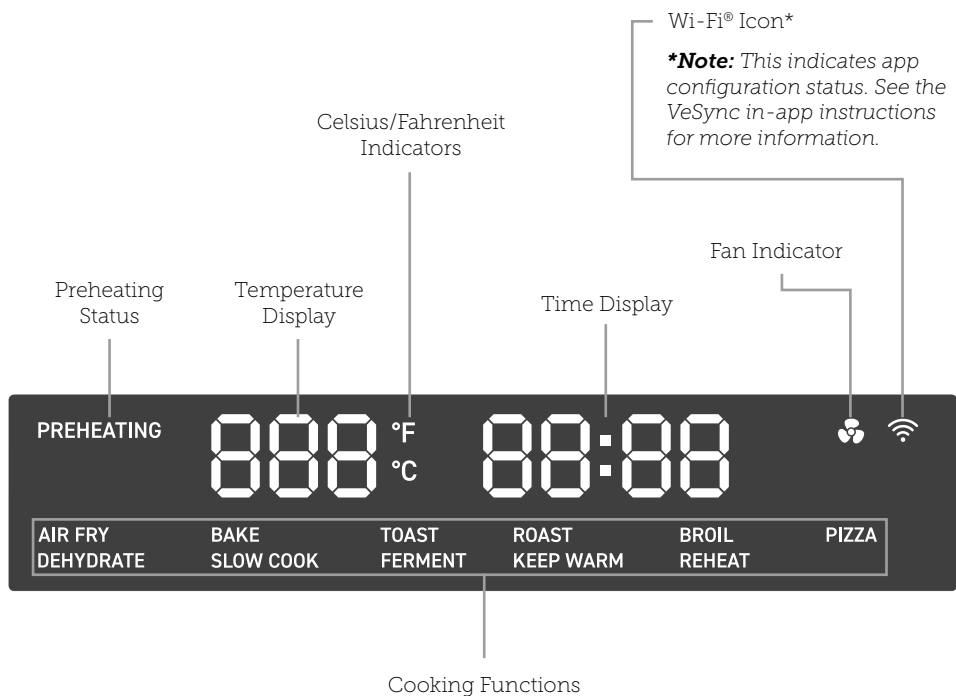 Wi-Fi® Icon*
*Note: This indicates app
configuration status. See the
VeSync in-app instructions
for more information.
Celsius/Fahrenheit
Indicators
Fan Indicator
Preheating
Status
Temperature
Display
Time Display
PREHEATING 888 °F °C 88:88
AIR FRY BAKE TOAST ROAST BROIL PIZZA
DEHYDRATE SLOW COOK FERMENT KEEP WARM REHEAT
Cooking Functions